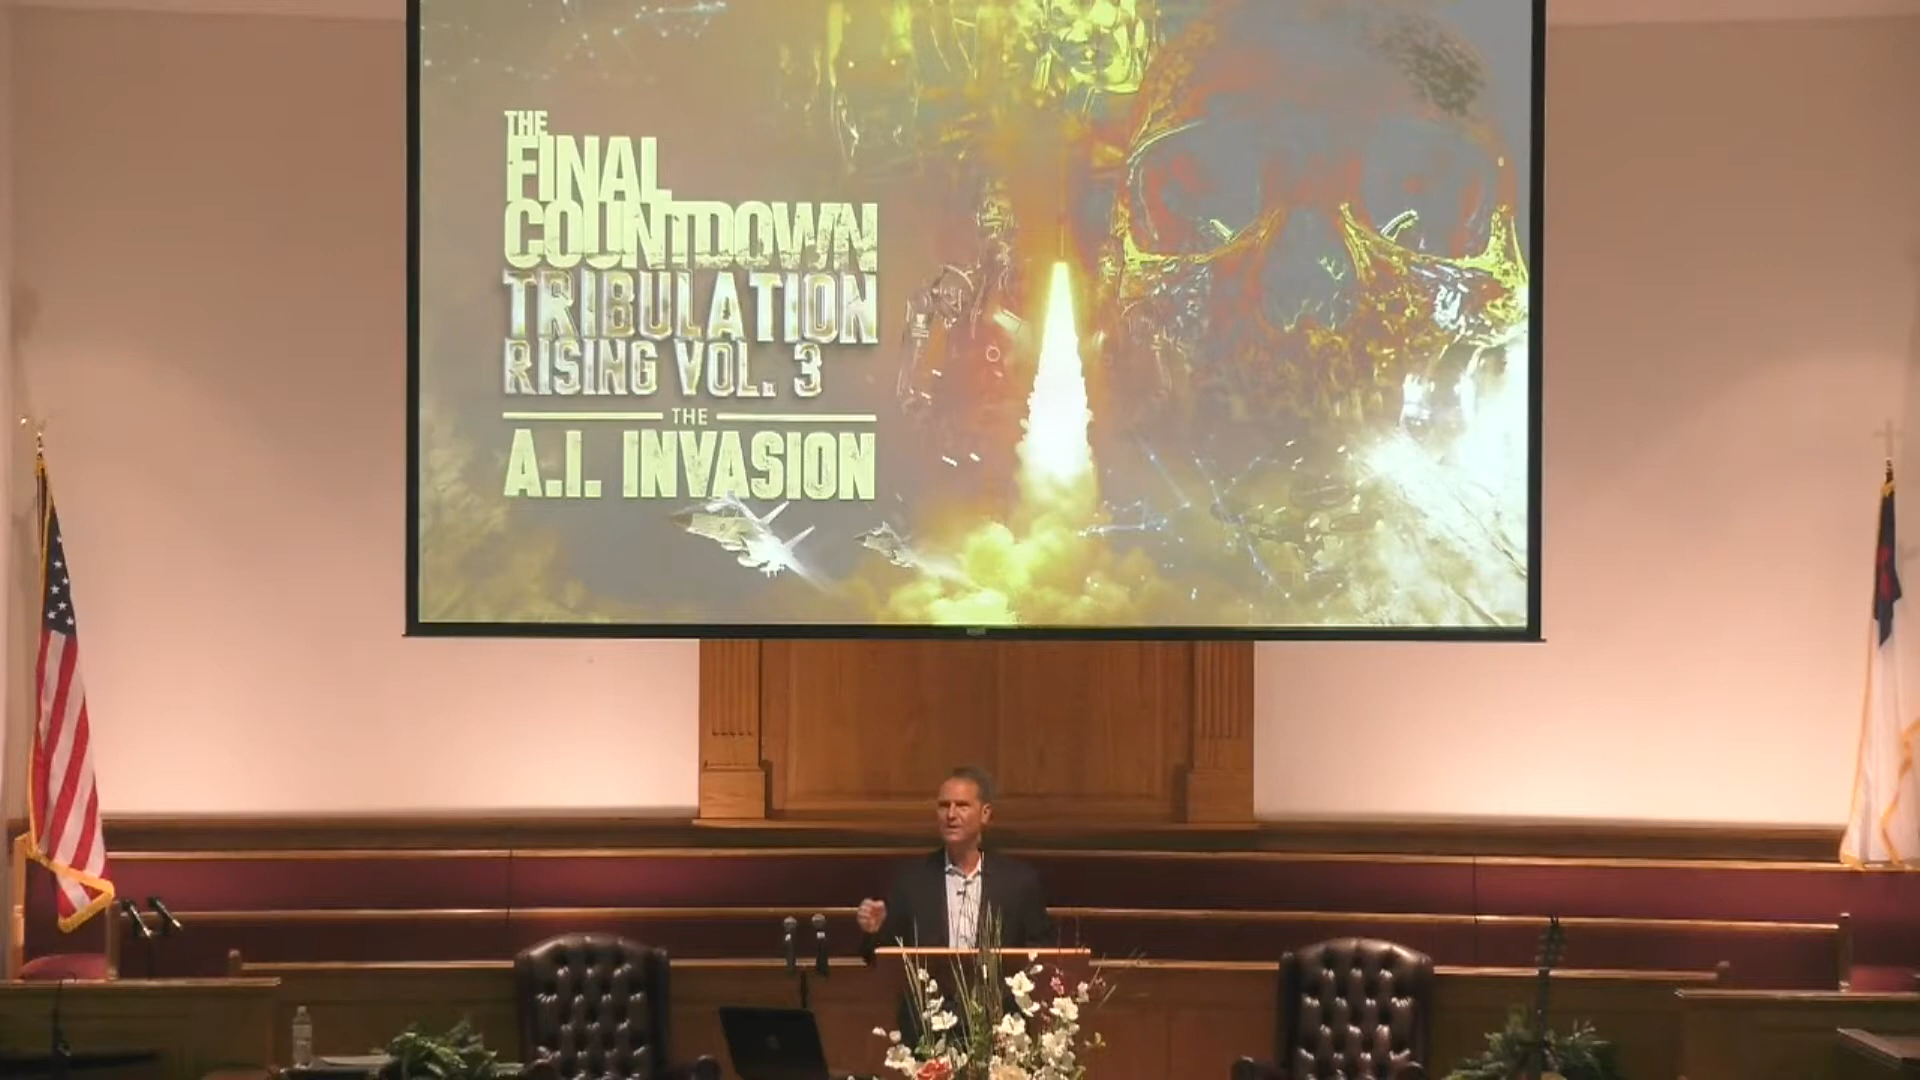 THE
FINAL
COUNTDOWN
TRIBULATION
RISING VOL. 3
THE
A.I. INVASION